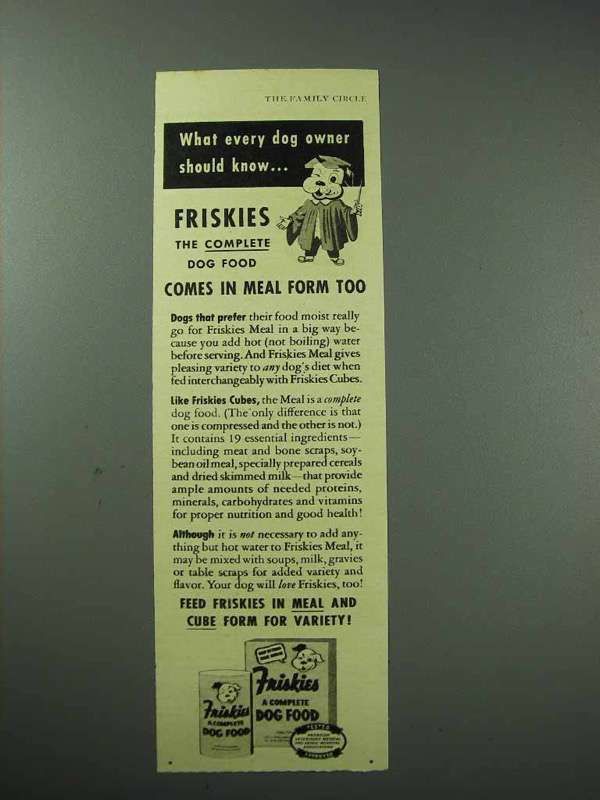 THE FAMILY CIRCLE
What every dog owner
should know...
FRISKIES
THE COMPLETE
DOG FOOD
COMES IN MEAL FORM TOO
Dogs that prefer their food moist really
go for Friskies Meal in a big way be-
cause you add hot (not boiling) water
before serving. And Friskies Meal gives
pleasing variety to any dog's diet when
fed interchangeably with Friskies Cubes.
Like Friskies Cubes, the Meal is a complete
dog food. (The only difference is that
one is compressed and the other is not.)
It contains 19 essential ingredients—
including meat and bone scraps, soy-
bean oil meal, specially prepared cereals
and dried skimmed milk—that provide
ample amounts of needed proteins,
minerals, carbohydrates and vitamins
for proper nutrition and good health!
Although it is not necessary to add any-
thing but hot water to Friskies Meal, it
may be mixed with soups, milk, gravies
or table scraps for added variety and
flavor. Your dog will love Friskies, too!
FEED FRISKIES IN MEAL AND
CUBE FORM FOR VARIETY!
Friskies
A COMPLETE
DOG FOOD
Friskies
A COMPLETE
DOG FOOD
TESTED
APPROVED